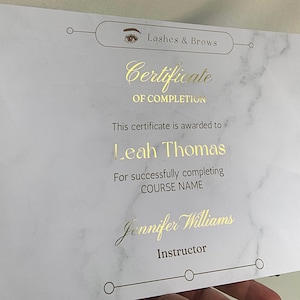 Lashes & Brows
Certificate
OF COMPLETION
This certificate is awarded to
Leah Thomas
For successfully completing
COURSE NAME
Jennifer Williams
Instructor